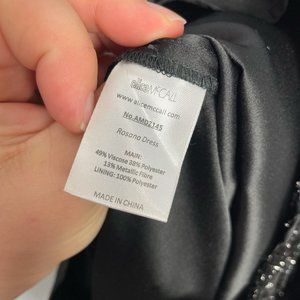 aliceMcCALL
www.alicemccall.com
No.AMD2145
Rosano Dress
MAIN:
49% Viscose 38% Polyester
13% Metallic Fibre
LINING: 100% Polyester
MADE IN CHINA